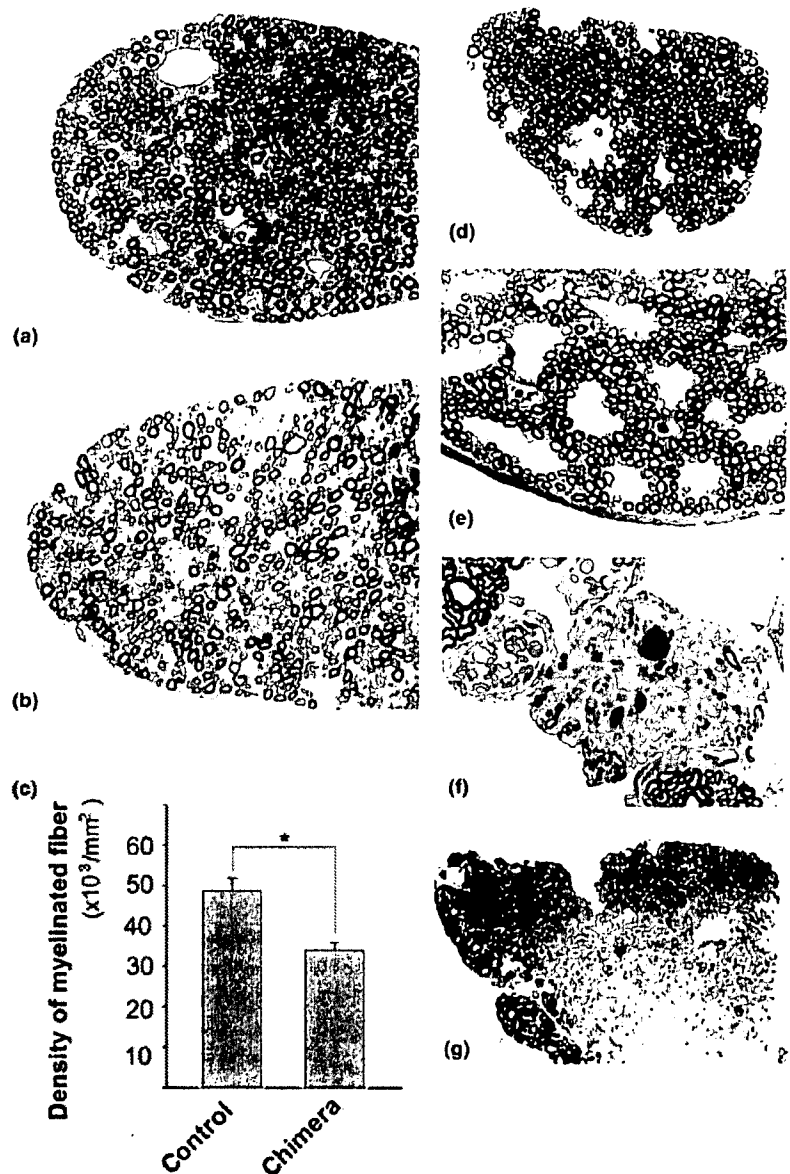 (a)
(b)
(c)
Density of myelinated fiber
(x10³/mm²)
60
50
40
30
20
10
*
Control
Chimera
(d)
(e)
(f)
(g)